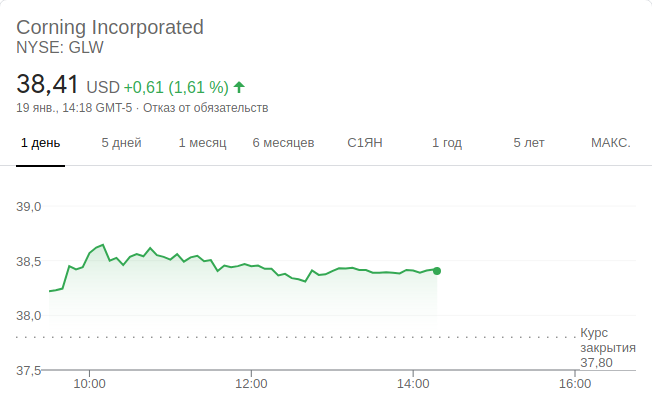 Corning Incorporated
NYSE: GLW
38,41 USD +0,61 (1,61 %)
19 янв., 14:18 GMT-5 · Отказ от обязательств
1 день 5 дней 1 месяц 6 месяцев С1ЯН 1 год 5 лет МАКС.
39,0
38,5
38,0
Курс
закрытия
37,80
37,5
10:00 12:00 14:00 16:00